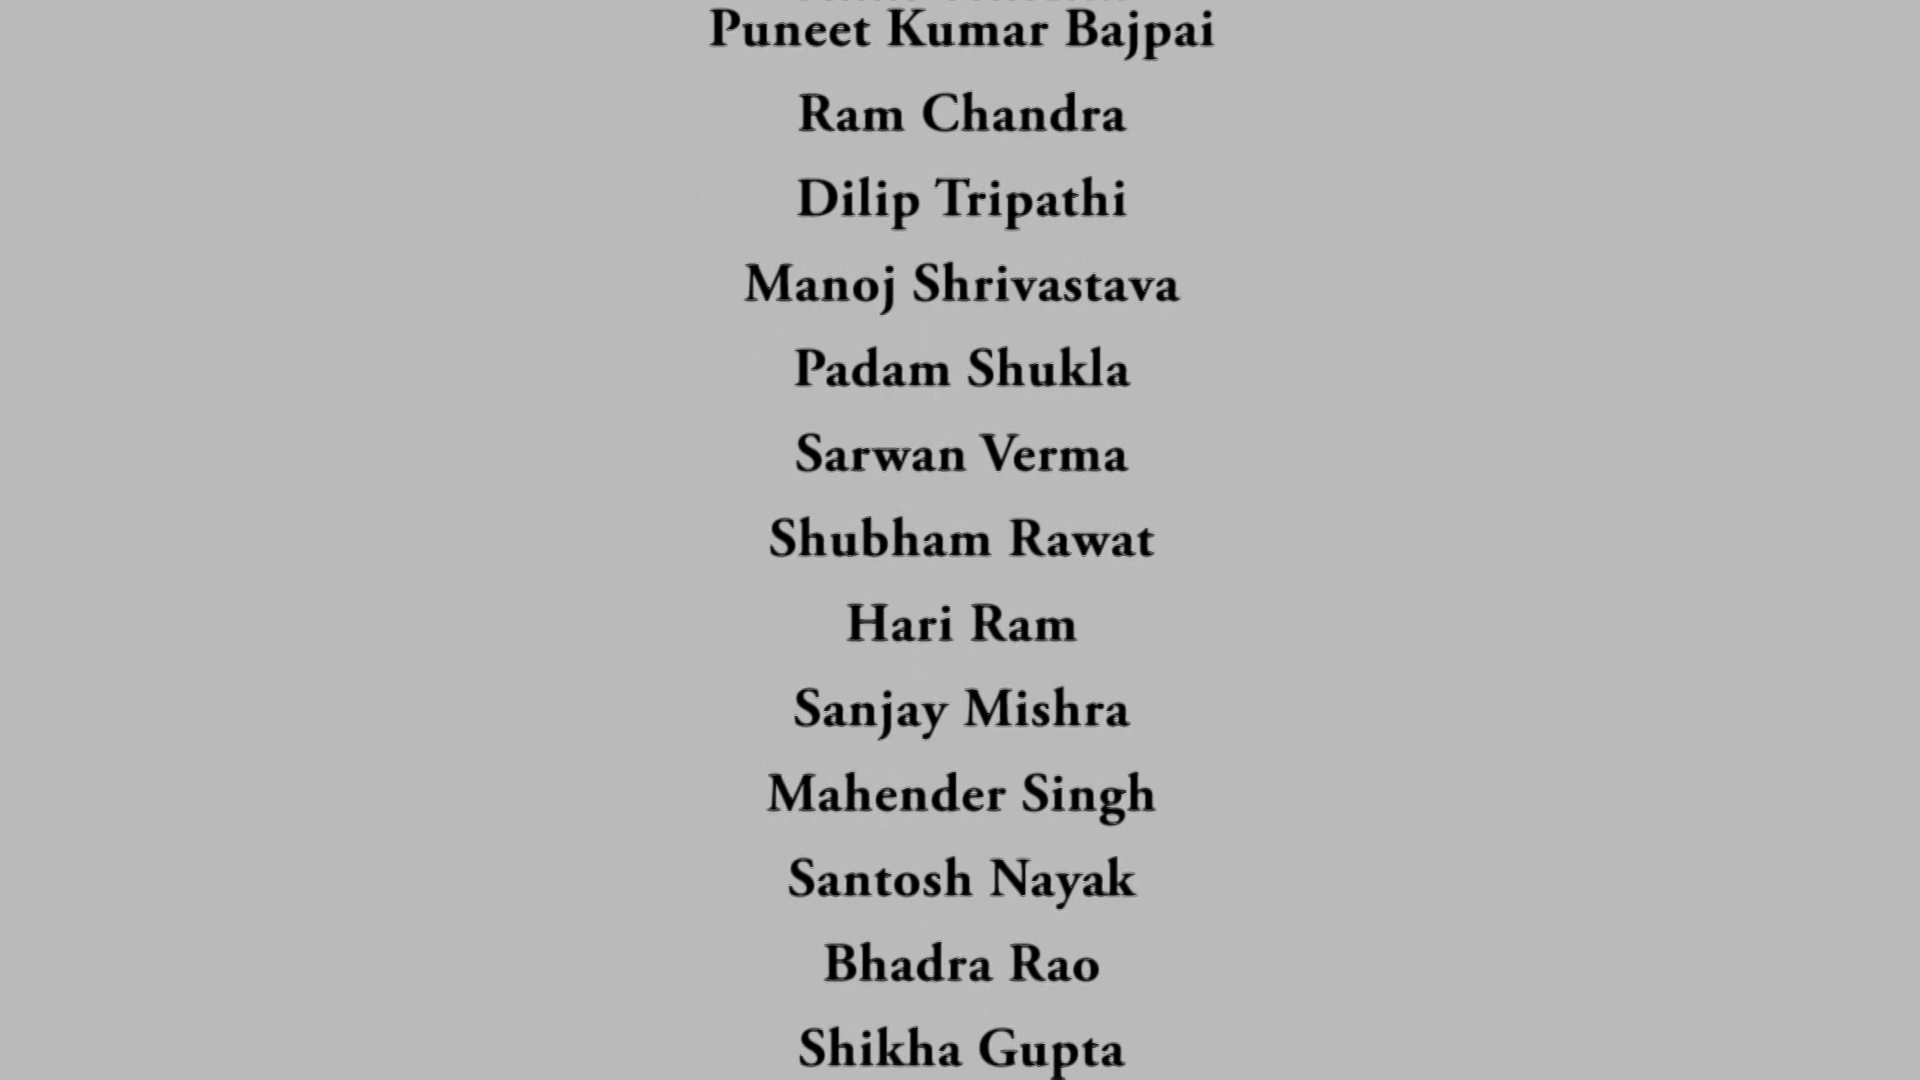 Puneet Kumar Bajpai
Ram Chandra
Dilip Tripathi
Manoj Shrivastava
Padam Shukla
Sarwan Verma
Shubham Rawat
Hari Ram
Sanjay Mishra
Mahender Singh
Santosh Nayak
Bhadra Rao
Shikha Gupta